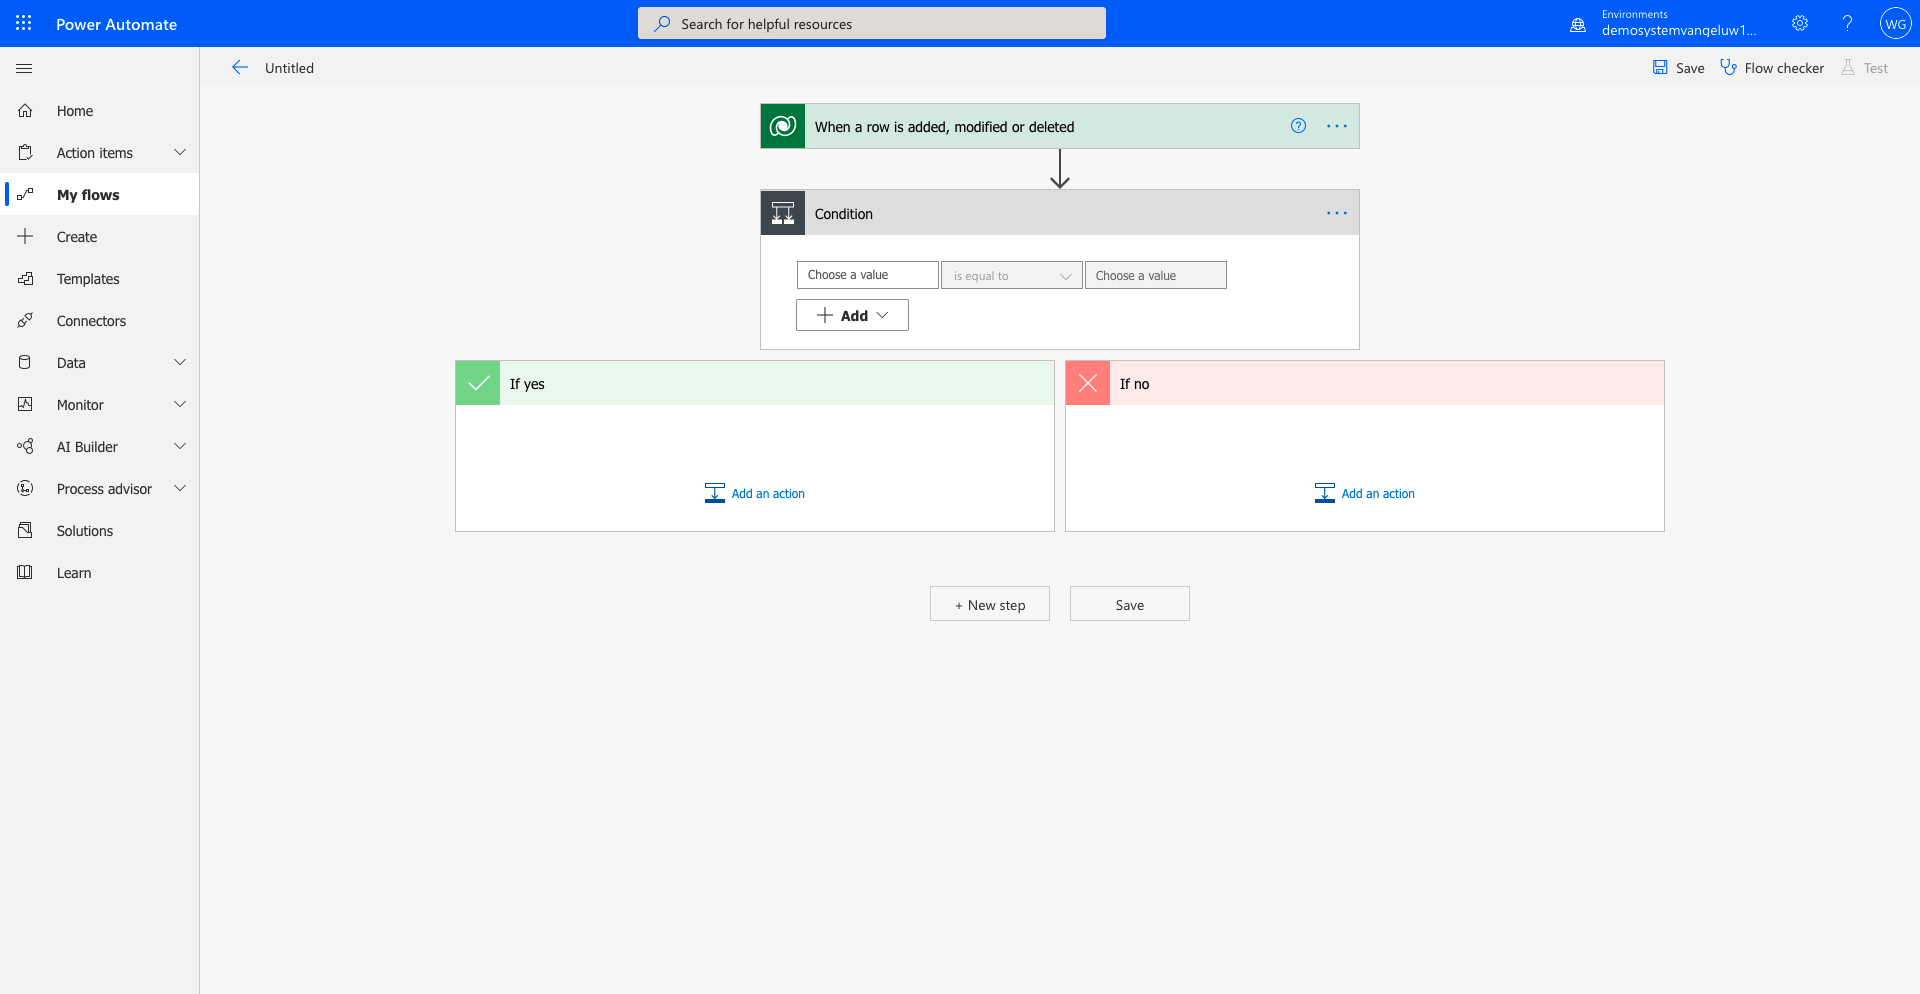 Power Automate
Search for helpful resources
Environments
demosystemvangeluw1...
WG
Untitled
Save
Flow checker
Test
Home
Action items
My flows
Create
Templates
Connectors
Data
Monitor
AI Builder
Process advisor
Solutions
Learn
When a row is added, modified or deleted
Condition
Choose a value
is equal to
Choose a value
Add
If yes
Add an action
If no
Add an action
+ New step
Save